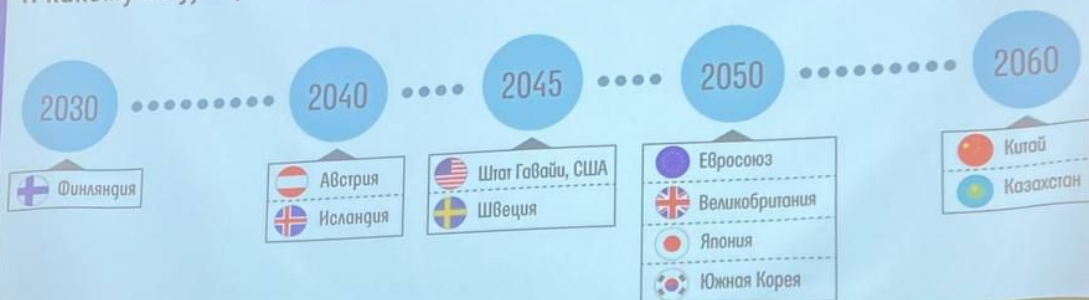 2030
2040
2045
2050
2060
Финляндия
Австрия
Исландия
Штат Гавайи, США
Швеция
Евросоюз
Великобритания
Япония
Южная Корея
Китай
Казахстан